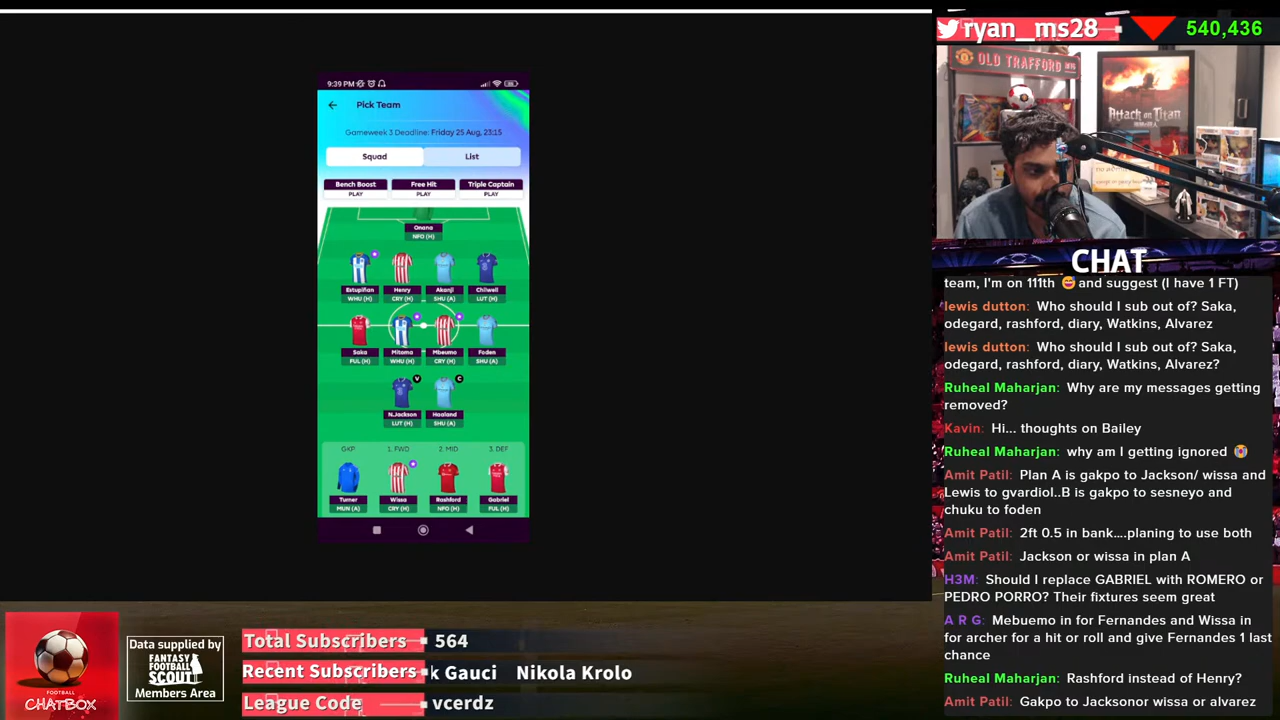 9:39 PM
Pick Team
Gameweek 3 Deadline: Friday 25 Aug, 23:15
Squad
List
Bench Boost
PLAY
Free Hit
PLAY
Triple Captain
PLAY
Onana
NFO (H)
Estupiñan
WHU (H)
Henry
CRY (H)
Akanji
SHU (A)
Chilwell
LUT (H)
Saka
FUL (H)
Mitoma
WHU (H)
Mbeumo
CRY (H)
Foden
SHU (A)
V
N.Jackson
LUT (H)
C
Haaland
SHU (A)
GKP
1. FWD
2. MID
3. DEF
Turner
MUN (A)
Wissa
CRY (H)
Rashford
NFO (H)
Gabriel
FUL (H)
ryan_ms28
540,436
OLD TRAFFORD
Attack on Titan
CHAT
team, I'm on 111th 😅 and suggest (I have 1 FT)
lewis dutton: Who should I sub out of? Saka,
odegard, rashford, diary, Watkins, Alvarez
lewis dutton: Who should I sub out of? Saka,
odegard, rashford, diary, Watkins, Alvarez?
Ruheal Maharjan: Why are my messages getting
removed?
Kavin: Hi... thoughts on Bailey
Ruheal Maharjan: why am I getting ignored 😭
Amit Patil: Plan A is gakpo to Jackson/ wissa and
Lewis to gvardiol..B is gakpo to sesneyo and
chuku to foden
Amit Patil: 2ft 0.5 in bank....planing to use both
Amit Patil: Jackson or wissa in plan A
H3M: Should I replace GABRIEL with ROMERO or
PEDRO PORRO? Their fixtures seem great
A R G: Mebuemo in for Fernandes and Wissa in
for archer for a hit or roll and give Fernandes 1 last
chance
Ruheal Maharjan: Rashford instead of Henry?
Amit Patil: Gakpo to Jacksonor wissa or alvarez
FOOTBALL
CHATBOX
Data supplied by
FANTASY
FOOTBALL
SCOUT
Members Area
Total Subscribers 564
Recent Subscribers k Gauci Nikola Krolo
League Code vcerdz